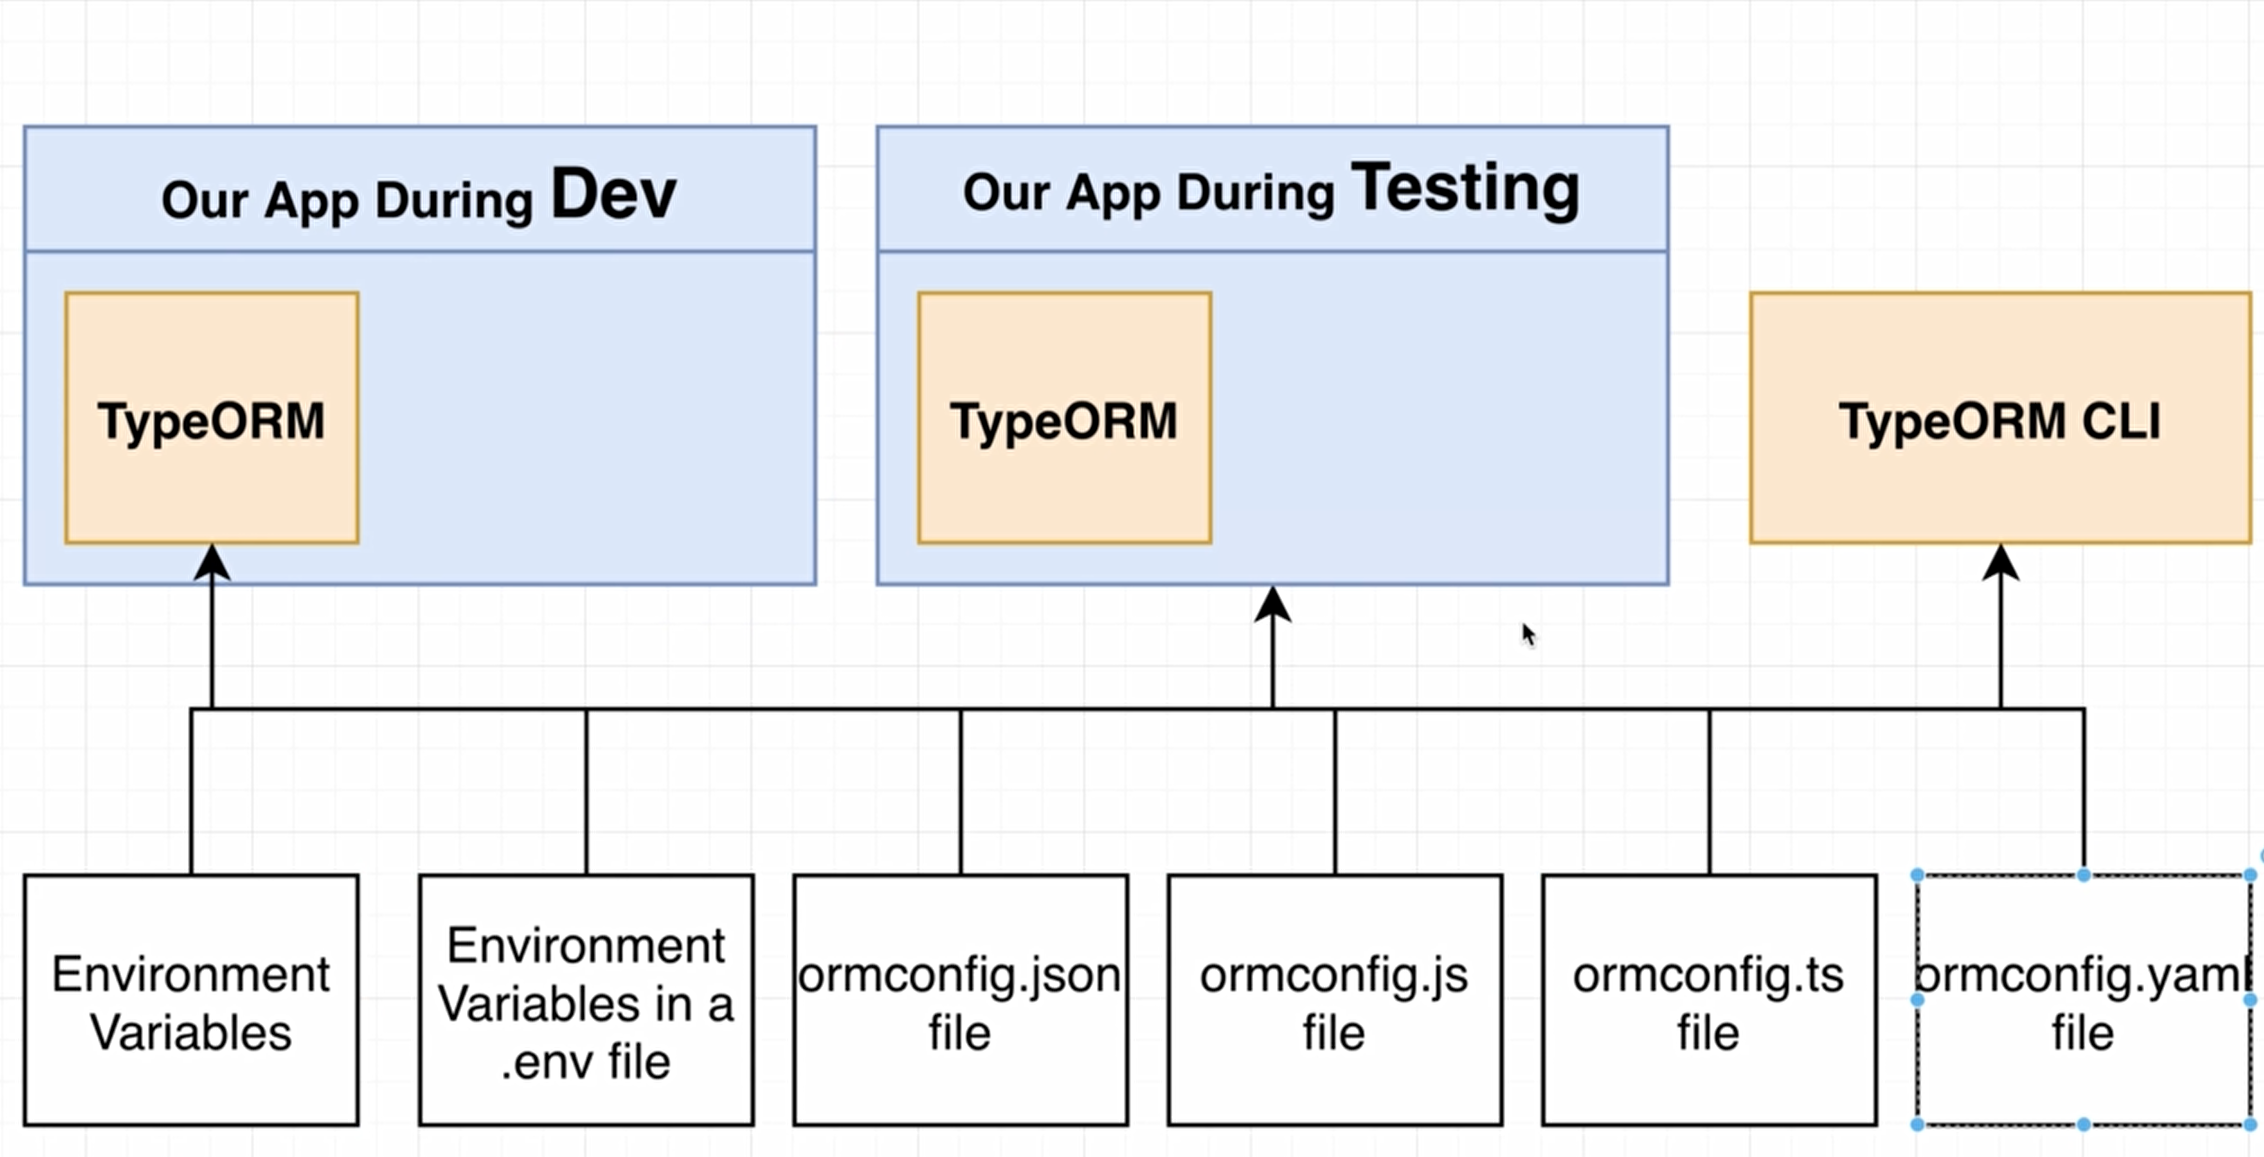 Our App During Dev
Our App During Testing
TypeORM
TypeORM
TypeORM CLI
Environment
Variables
Environment
Variables in a
.env file
ormconfig.json
file
ormconfig.js
file
ormconfig.ts
file
ormconfig.yaml
file